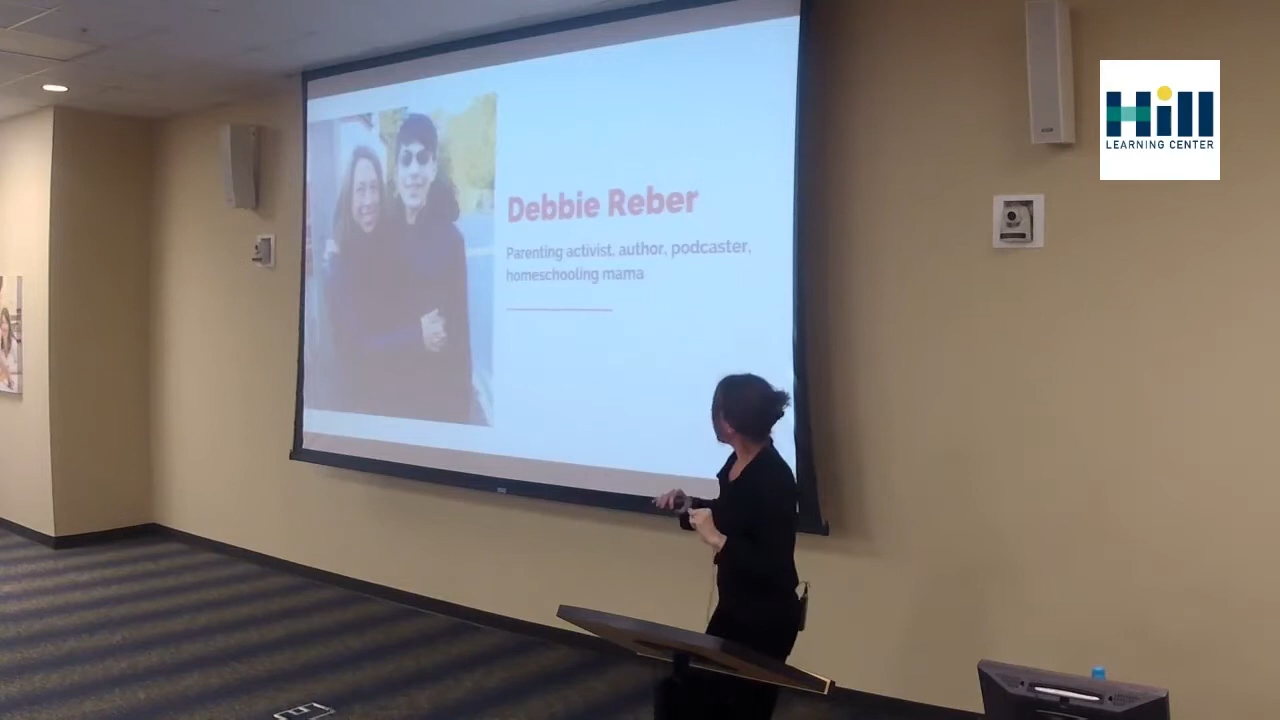 Debbie Reber
Parenting activist, author, podcaster,
homeschooling mama
Hill
LEARNING CENTER